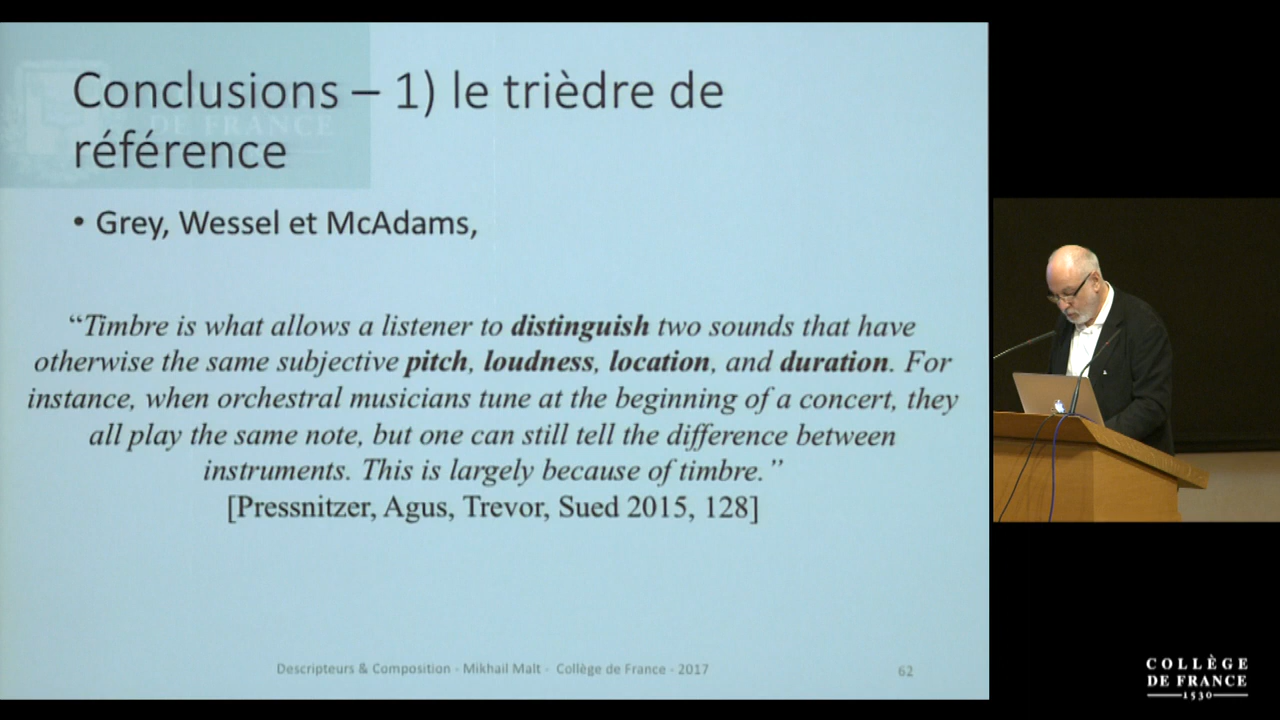 Conclusions – 1) le trièdre de
référence
DE FRANCE
• Grey, Wessel et McAdams,
“Timbre is what allows a listener to distinguish two sounds that have
otherwise the same subjective pitch, loudness, location, and duration. For
instance, when orchestral musicians tune at the beginning of a concert, they
all play the same note, but one can still tell the difference between
instruments. This is largely because of timbre.”
[Pressnitzer, Agus, Trevor, Sued 2015, 128]
Descripteurs & Composition - Mikhail Malt - Collège de France - 2017
62
COLLÈGE
DE FRANCE
1530